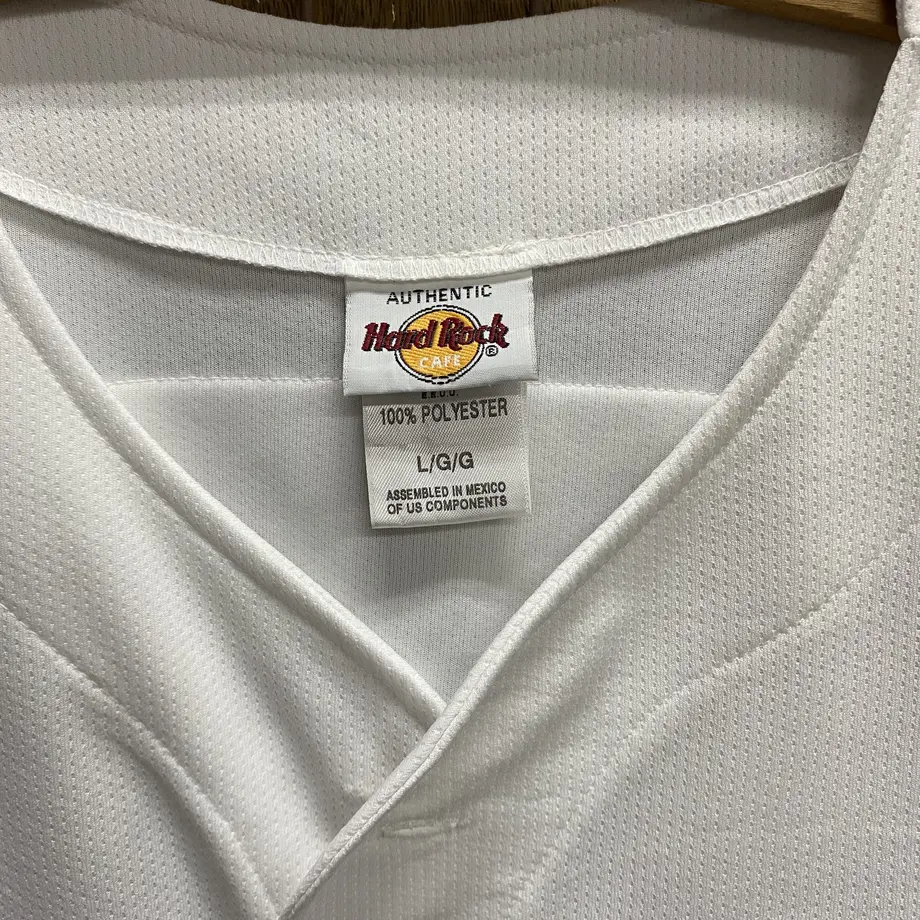 AUTHENTIC
Hard Rock
CAFE ®
E.E.U.U.
100% POLYESTER
L/G/G
ASSEMBLED IN MEXICO
OF US COMPONENTS